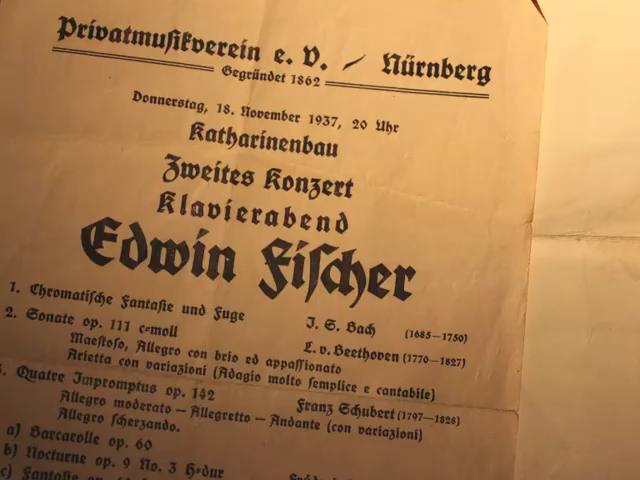 Privatmusikverein e. V. / Nürnberg
Gegründet 1862
Donnerstag, 18. November 1937, 20 Uhr
Katharinenbau
Zweites Konzert
Klavierabend
Edwin Fischer
1. Chromatische Fantasie und Fuge J. S. Bach (1685—1750)
2. Sonate op. 111 c=moll L. v. Beethoven (1770—1827)
Maestoso, Allegro con brio ed appassionato
Arietta con variazioni (Adagio molto semplice e cantabile)
3. Quatre Impromptus op. 142 Franz Schubert (1797—1828)
Allegro moderato — Allegretto — Andante (con variazioni)
Allegro scherzando.
a) Barcarolle op. 60
b) Nocturne op. 9 No. 3 H=dur
c) Fantasie op.